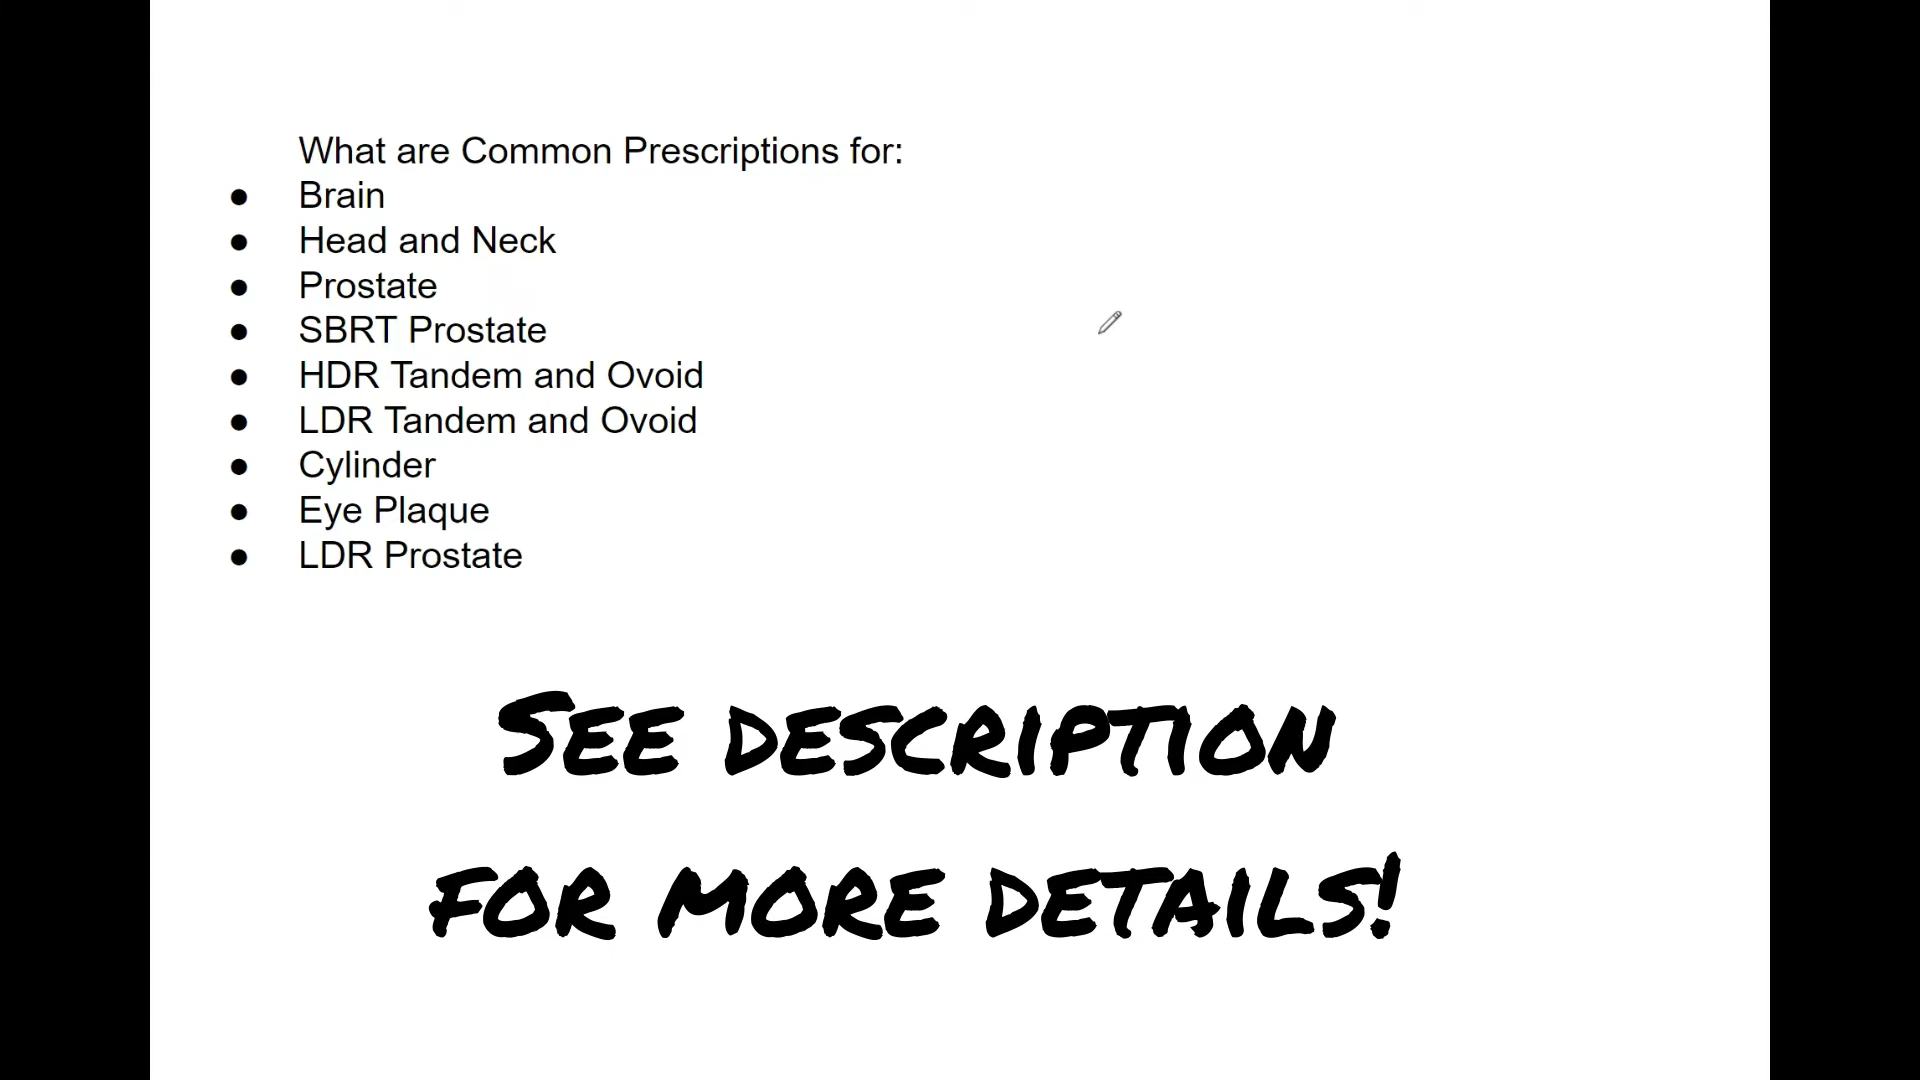 What are Common Prescriptions for:
● Brain
● Head and Neck
● Prostate
● SBRT Prostate
● HDR Tandem and Ovoid
● LDR Tandem and Ovoid
● Cylinder
● Eye Plaque
● LDR Prostate
See description
for more details!